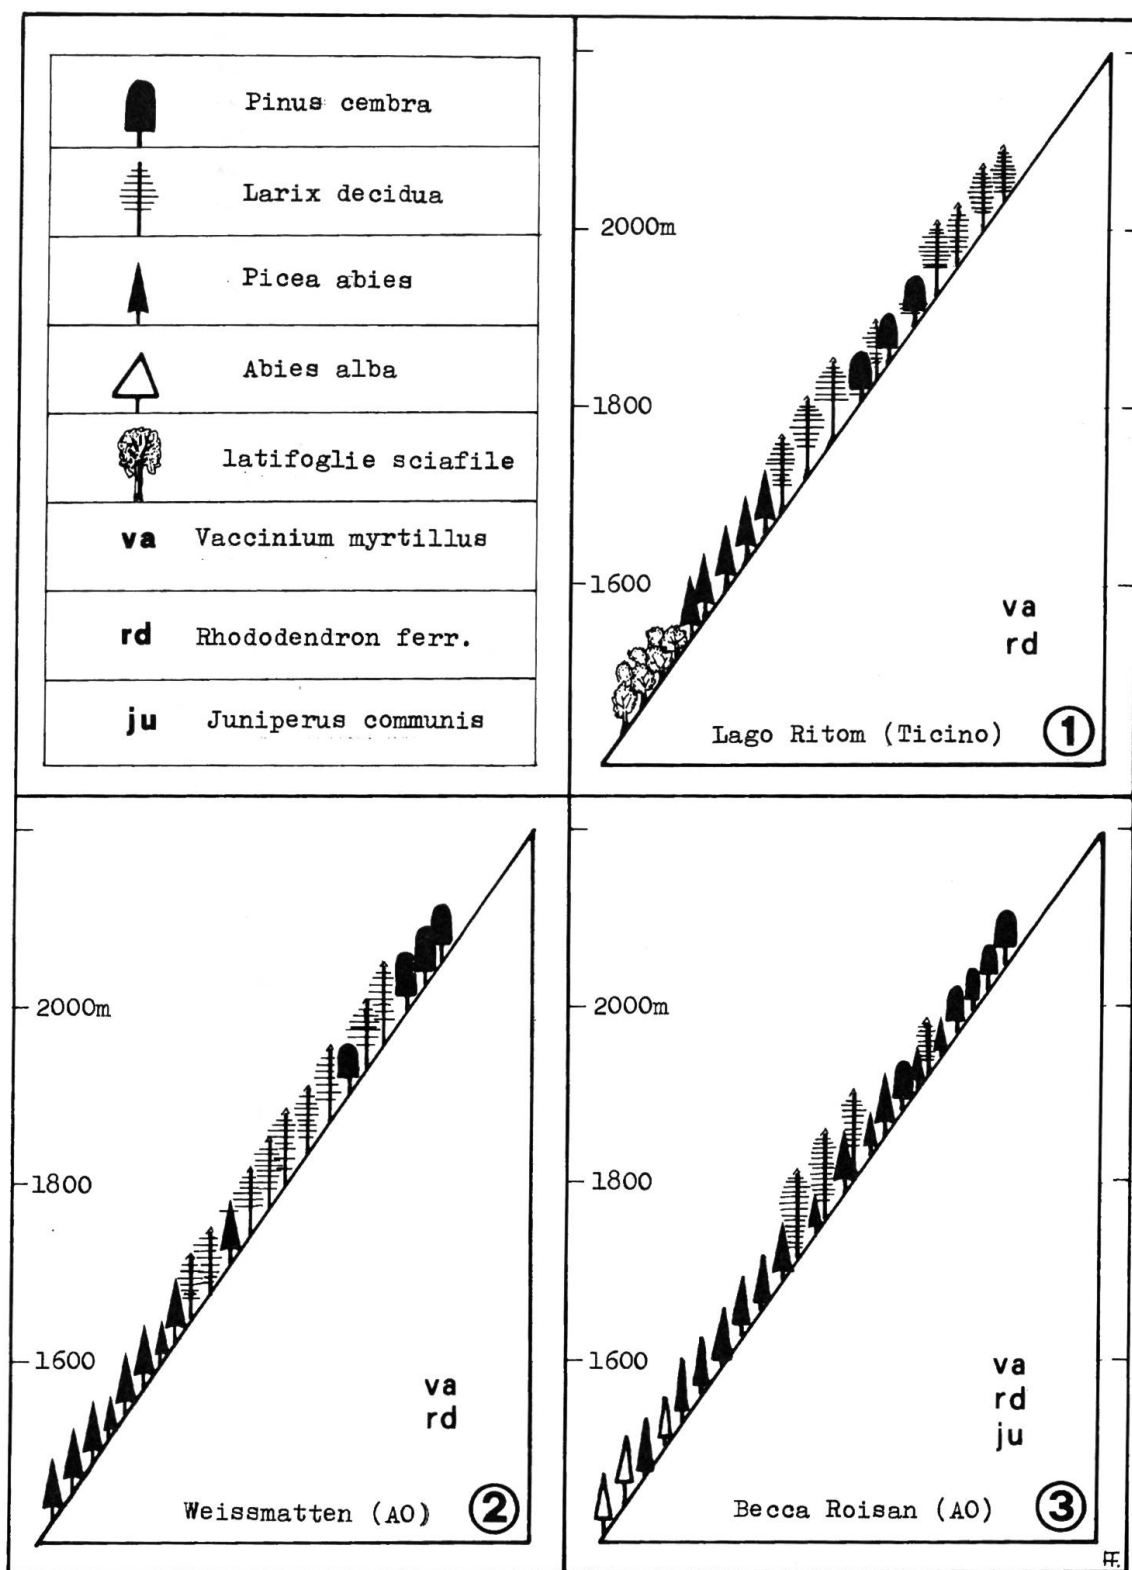 Pinus cembra
Larix decidua
Picea abies
Abies alba
latifoglie sciafile
va Vaccinium myrtillus
rd Rhododendron ferr.
ju Juniperus communis
2000m
1800
1600
va
rd
Lago Ritom (Ticino) 1
2000m
1800
1600
va
rd
Weissmatten (AO) 2
2000m
1800
1600
va
rd
ju
Becca Roisan (AO) 3